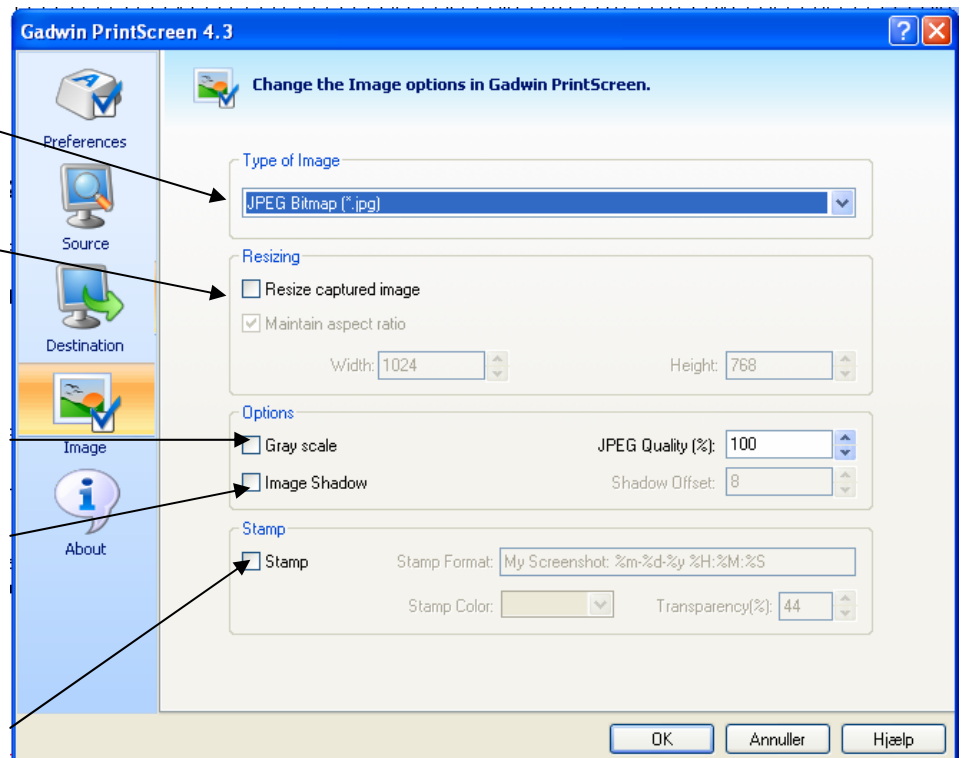 Gadwin PrintScreen 4.3
Change the Image options in Gadwin PrintScreen.
Preferences
Source
Destination
Image
About
Type of Image
JPEG Bitmap (*.jpg)
Resizing
Resize captured image
Maintain aspect ratio
Width: 1024 Height: 768
Options
Gray scale JPEG Quality (%): 100
Image Shadow Shadow Offset: 8
Stamp
Stamp Stamp Format: My Screenshot: %m-%d-%y %H:%M:%S
Stamp Color: Transparency(%): 44
OK Annuller Hjælp